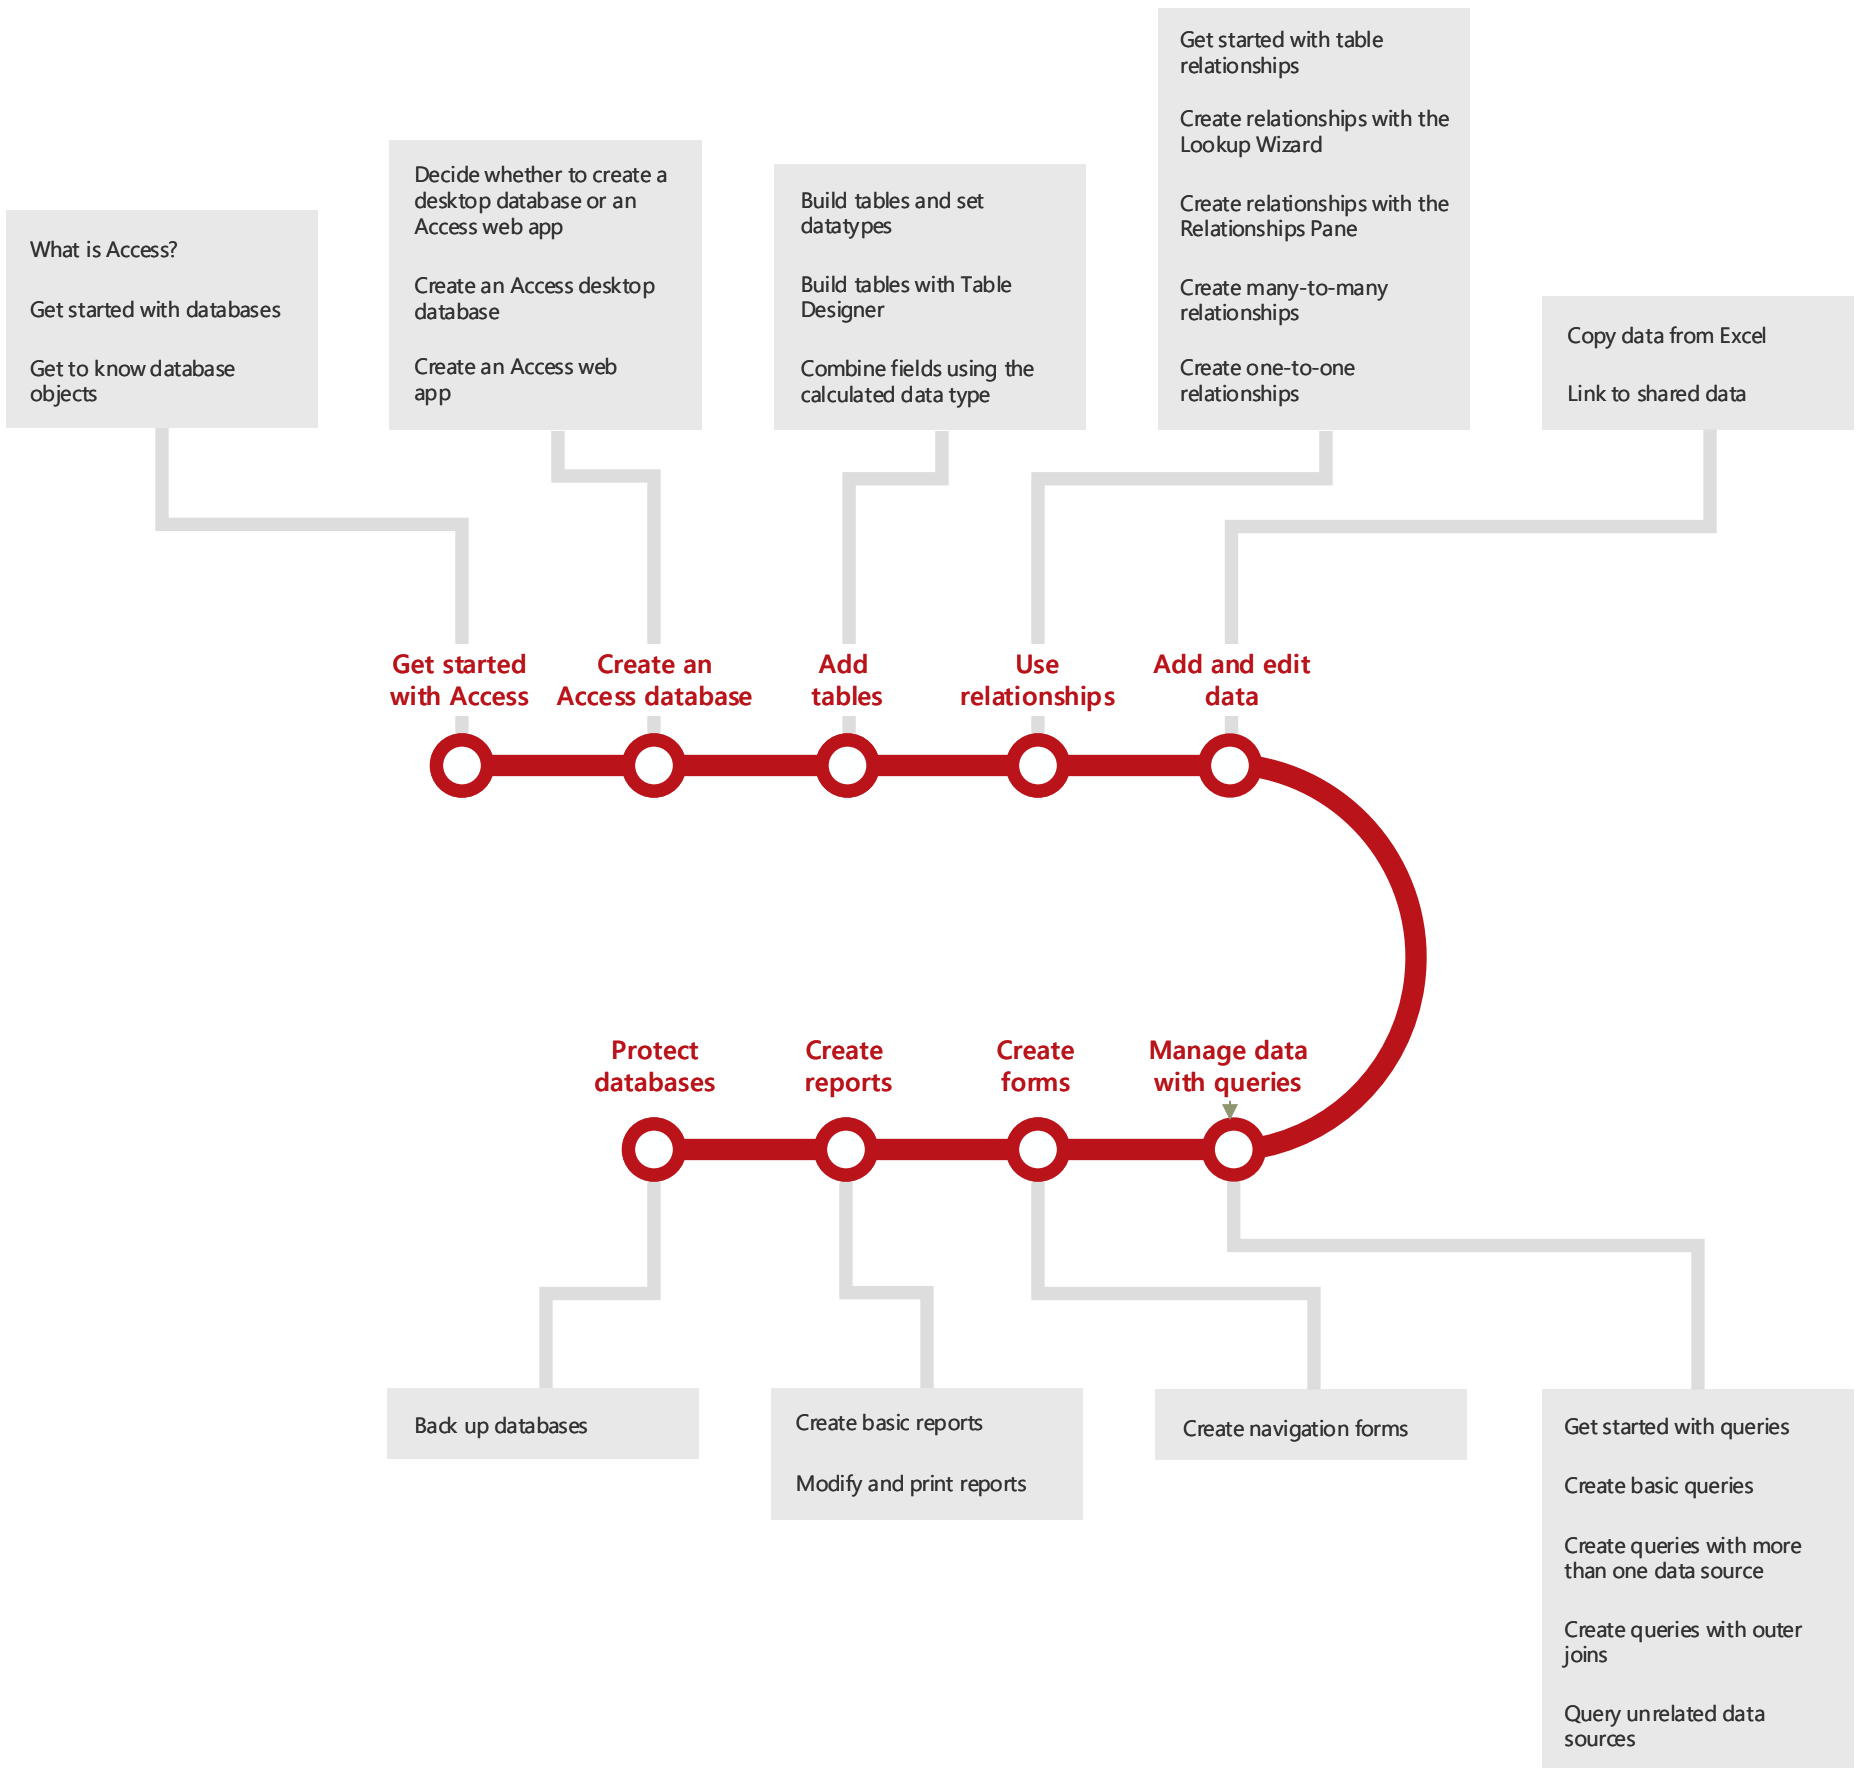 What is Access?
Get started with databases
Get to know database
objects
Decide whether to create a
desktop database or an
Access web app
Create an Access desktop
database
Create an Access web
app
Build tables and set
datatypes
Build tables with Table
Designer
Combine fields using the
calculated data type
Get started with table
relationships
Create relationships with the
Lookup Wizard
Create relationships with the
Relationships Pane
Create many-to-many
relationships
Create one-to-one
relationships
Copy data from Excel
Link to shared data
Get started
with Access
Create an
Access database
Add
tables
Use
relationships
Add and edit
data
Protect
databases
Create
reports
Create
forms
Manage data
with queries
Back up databases
Create basic reports
Modify and print reports
Create navigation forms
Get started with queries
Create basic queries
Create queries with more
than one data source
Create queries with outer
joins
Query unrelated data
sources